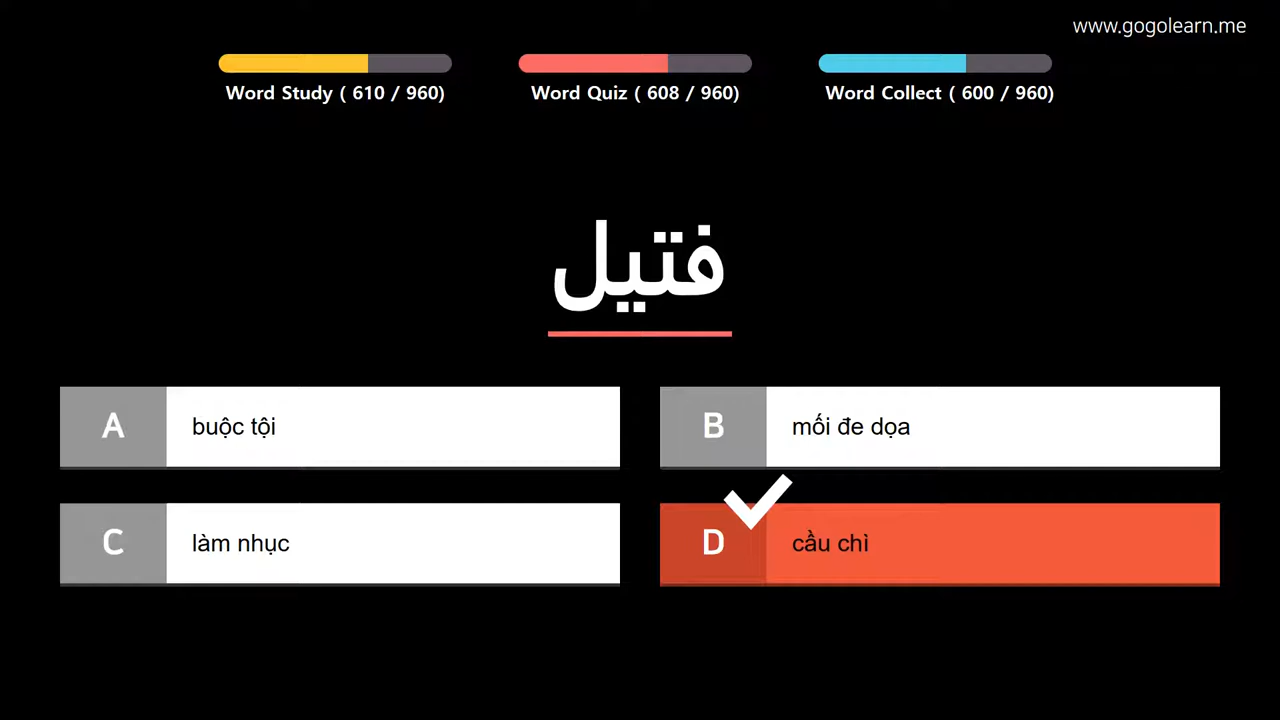 www.gogolearn.me
Word Study ( 610 / 960)
Word Quiz ( 608 / 960)
Word Collect ( 600 / 960)
فتيل
A buộc tội
B mối đe dọa
C làm nhục
D cầu chì